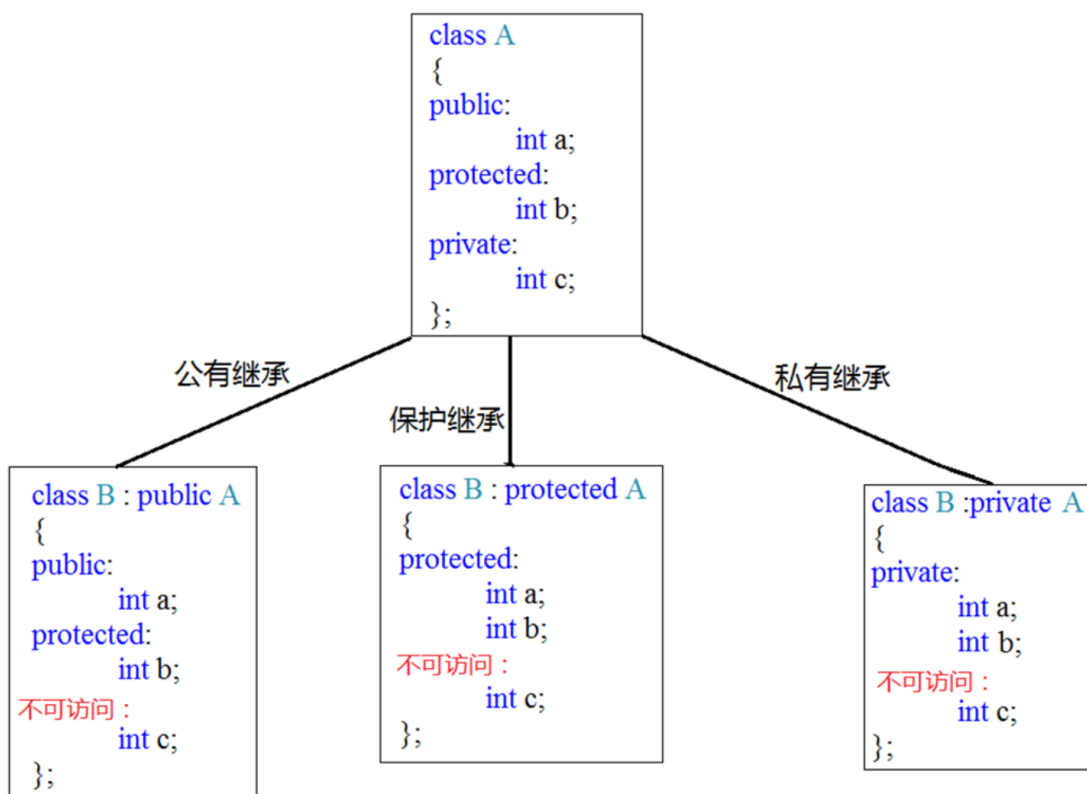 class A
{
public:
int a;
protected:
int b;
private:
int c;
};
公有继承
保护继承
私有继承
class B : public A
{
public:
int a;
protected:
int b;
不可访问：
int c;
};
class B : protected A
{
protected:
int a;
int b;
不可访问：
int c;
};
class B :private A
{
private:
int a;
int b;
不可访问：
int c;
};